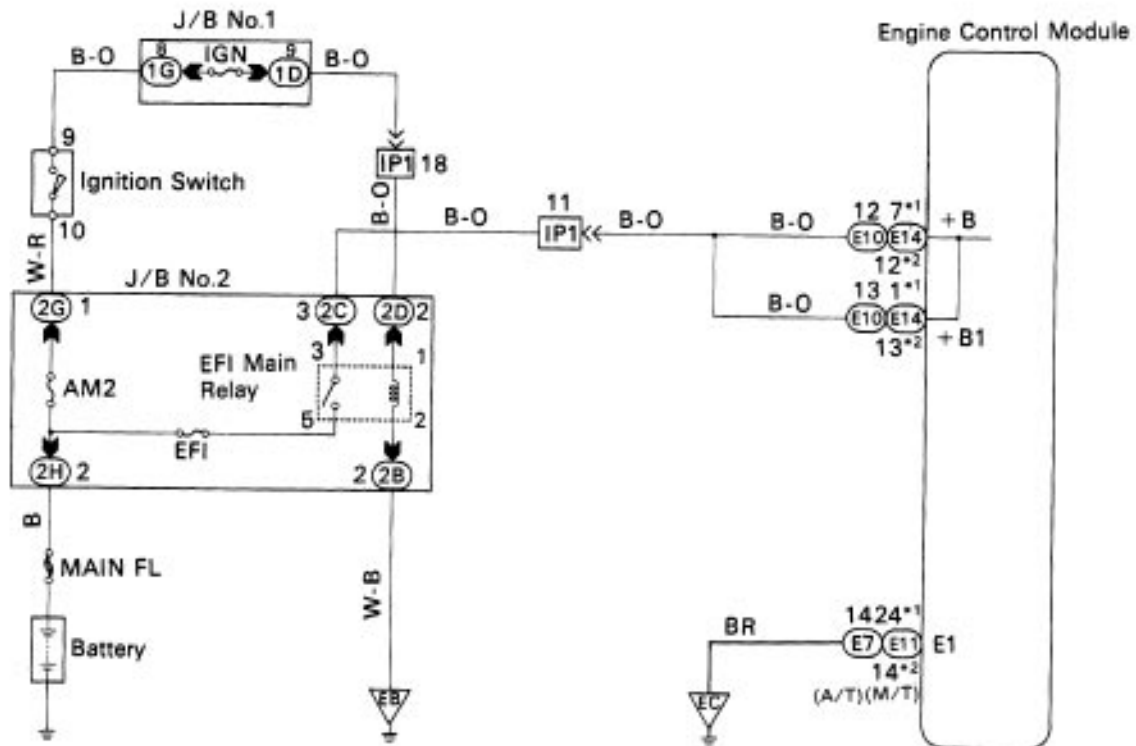 J/B No.1
Engine Control Module
B-O
8
IGN
9
B-O
1G
1D
9
Ignition Switch
10
IP1 18
B-O
W-R
B-O
11
IP1
B-O
B-O
12 7*1
E10 E14
+B
12*2
B-O
13 1*1
E10 E14
+B1
13*2
J/B No.2
2G 1
3 2C
2D 2
3
1
EFI Main
Relay
AM2
5
2
EFI
2H 2
2 2B
B
MAIN FL
W-B
Battery
EB
BR
1424*1
E7 E11 E1
14*2
(A/T)(M/T)
EC